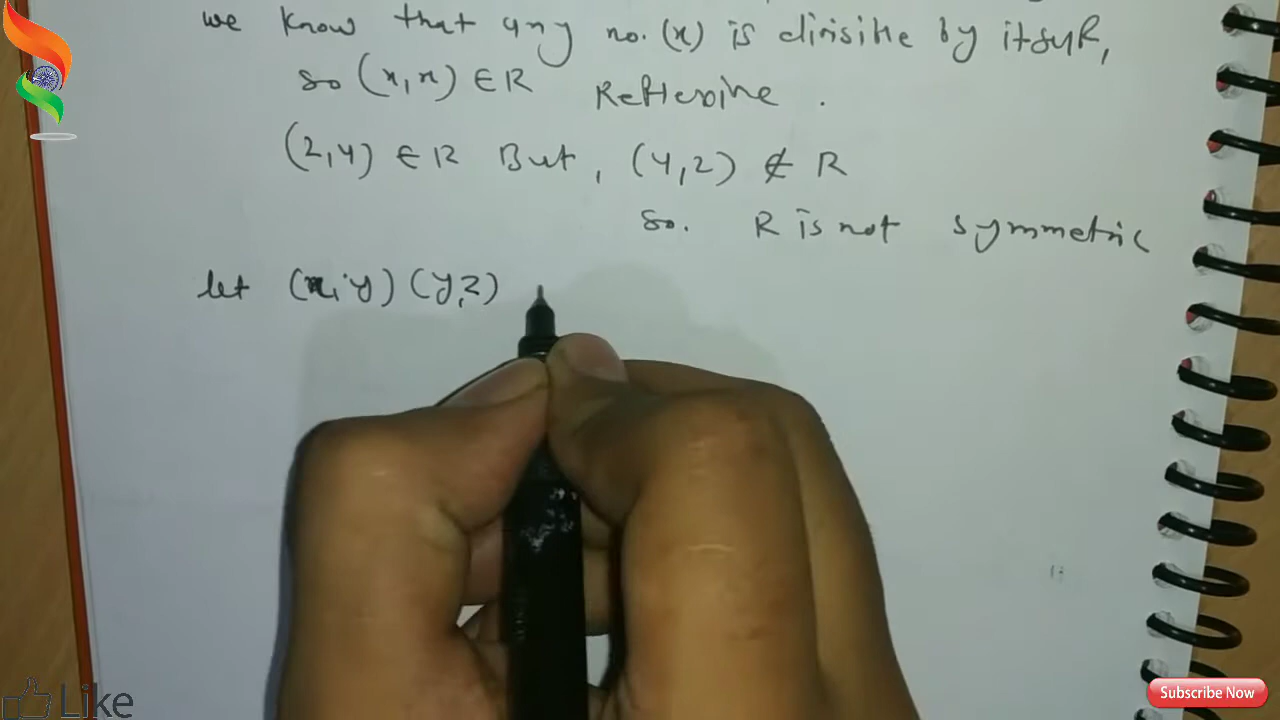 we know that any no. (x) is divisible by itself,
so (x, x) ∈ R Reflexive .
(2,4) ∈ R But , (4,2) ∉ R
So. R is not symmetric
let (x, y) (y,z)
Like
Subscribe Now